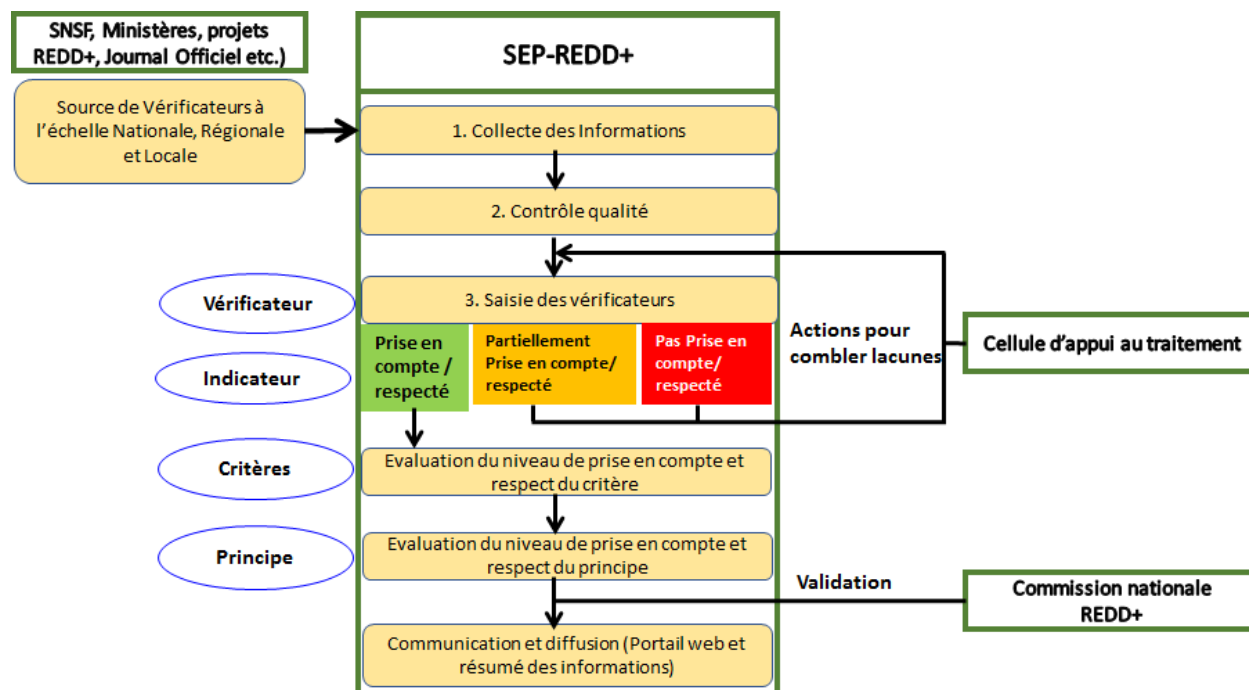 SNSF, Ministères, projets
REDD+, Journal Officiel etc.)
SEP-REDD+
Source de Vérificateurs à
l'échelle Nationale, Régionale
et Locale
1. Collecte des Informations
2. Contrôle qualité
Vérificateur
3. Saisie des vérificateurs
Indicateur
Prise en
compte /
respecté
Partiellement
Prise en compte/
respecté
Pas Prise en
compte/
respecté
Actions pour
combler lacunes
Cellule d'appui au traitement
Critères
Evaluation du niveau de prise en compte et
respect du critère
Principe
Evaluation du niveau de prise en compte et
respect du principe
Validation
Commission nationale
REDD+
Communication et diffusion (Portail web et
résumé des informations)